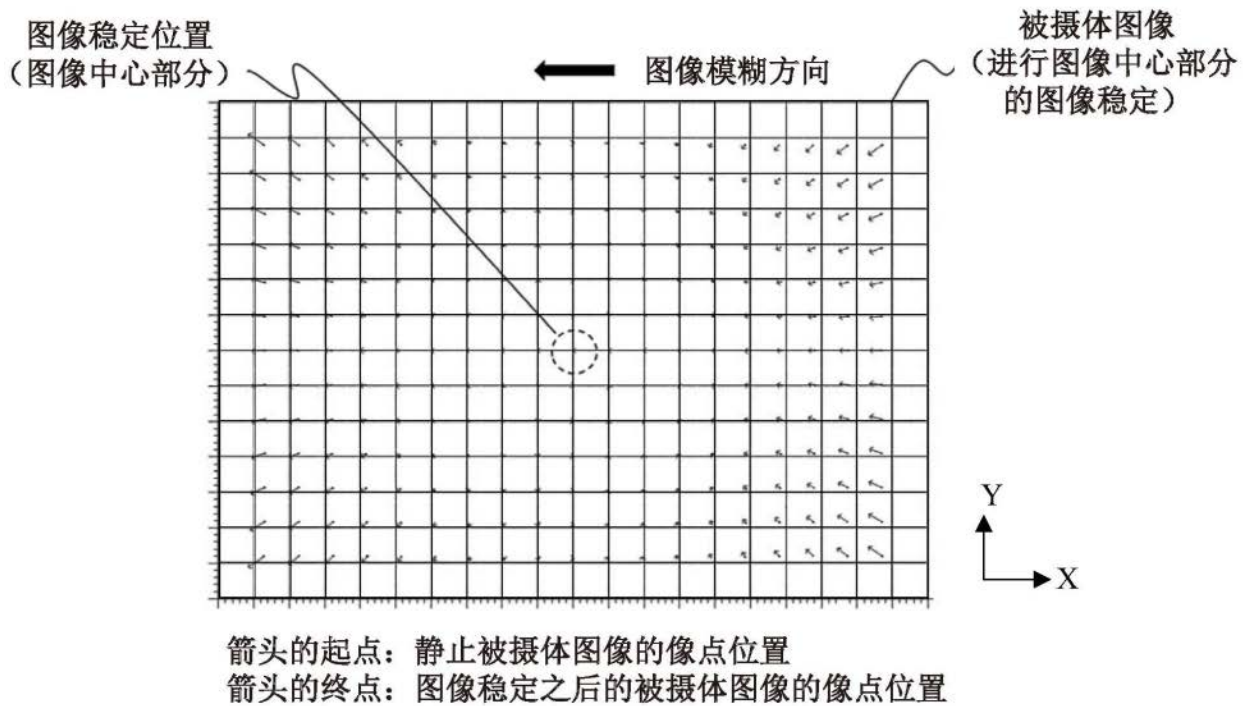 图像稳定位置
（图像中心部分）
图像模糊方向
被摄体图像
（进行图像中心部分
的图像稳定）
Y
X
箭头的起点：静止被摄体图像的像点位置
箭头的终点：图像稳定之后的被摄体图像的像点位置